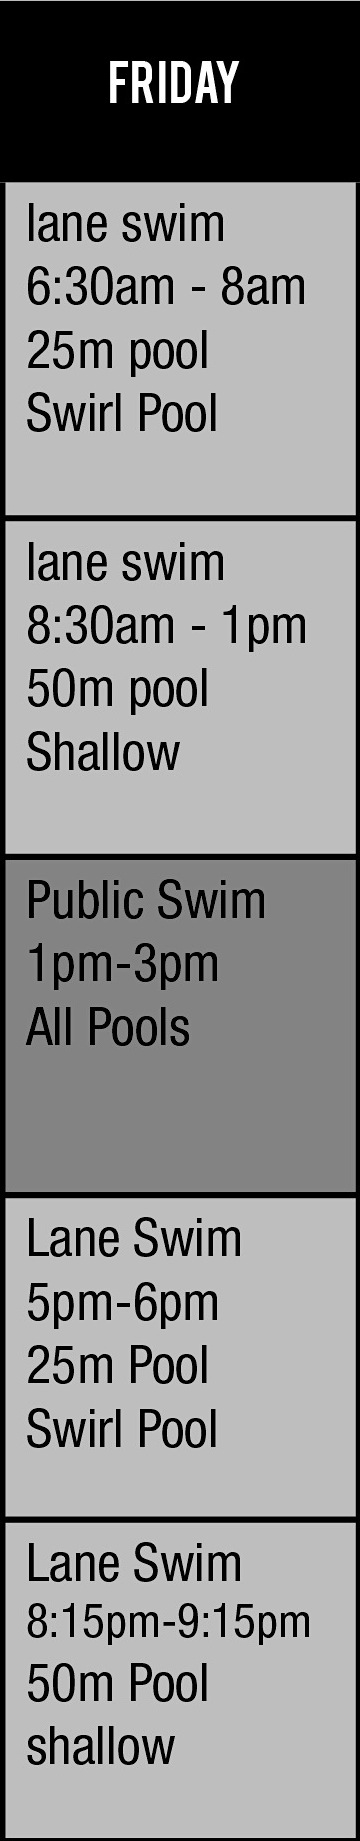 FRIDAY
lane swim
6:30am - 8am
25m pool
Swirl Pool
lane swim
8:30am - 1pm
50m pool
Shallow
Public Swim
1pm-3pm
All Pools
Lane Swim
5pm-6pm
25m Pool
Swirl Pool
Lane Swim
8:15pm-9:15pm
50m Pool
shallow